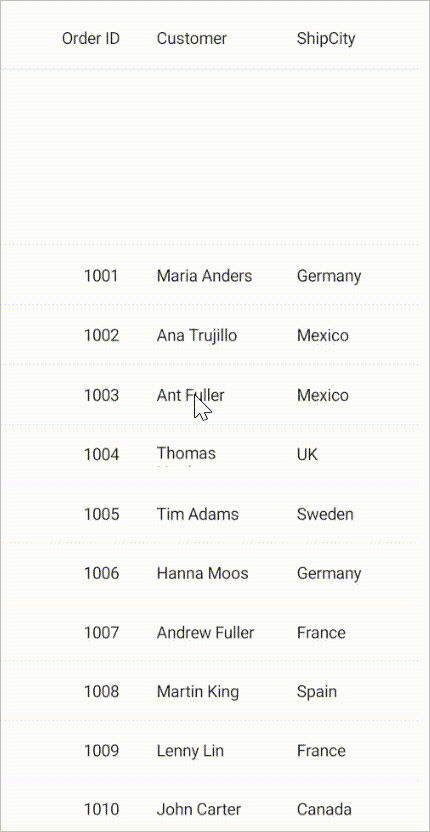 Order ID Customer ShipCity
1001 Maria Anders Germany
1002 Ana Trujillo Mexico
1003 Ant Fuller Mexico
1004 Thomas UK
1005 Tim Adams Sweden
1006 Hanna Moos Germany
1007 Andrew Fuller France
1008 Martin King Spain
1009 Lenny Lin France
1010 John Carter Canada